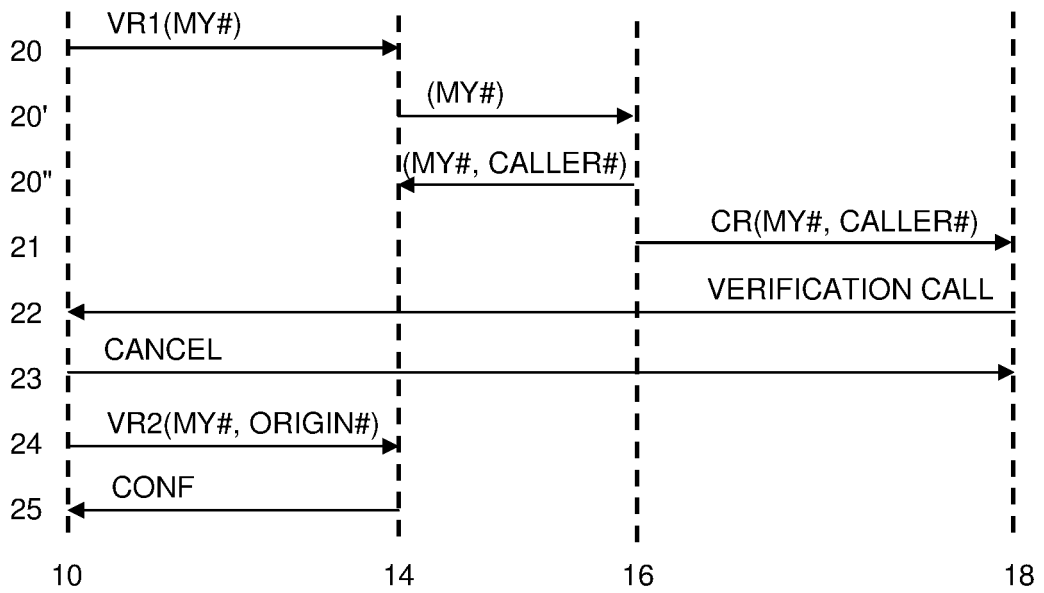 20 VR1(MY#)
20' (MY#)
20" (MY#, CALLER#)
21 CR(MY#, CALLER#)
22 VERIFICATION CALL
23 CANCEL
24 VR2(MY#, ORIGIN#)
25 CONF
10 14 16 18